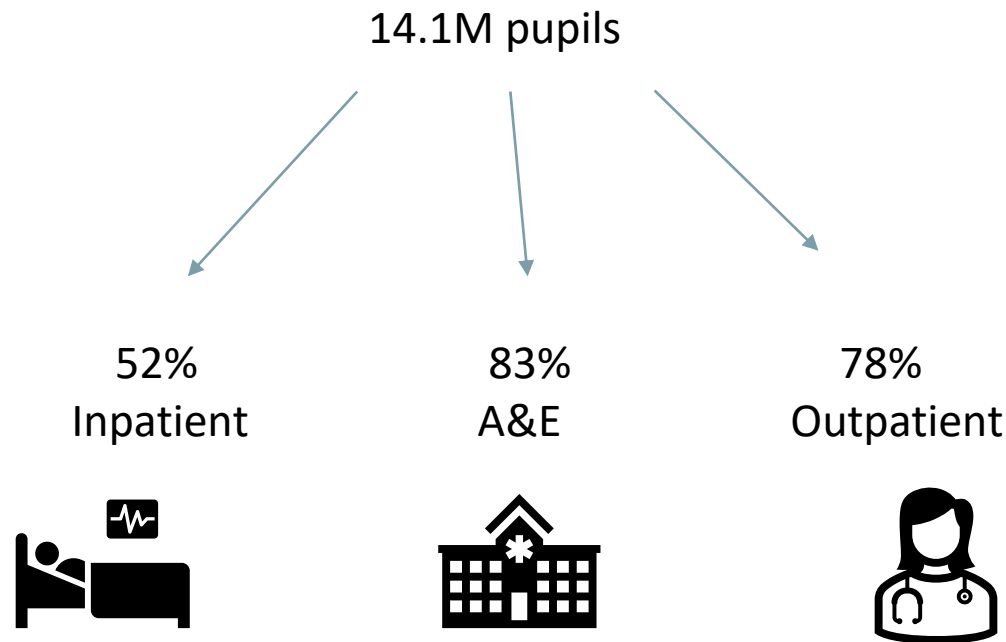 14.1M pupils
52%
Inpatient
83%
A&E
78%
Outpatient